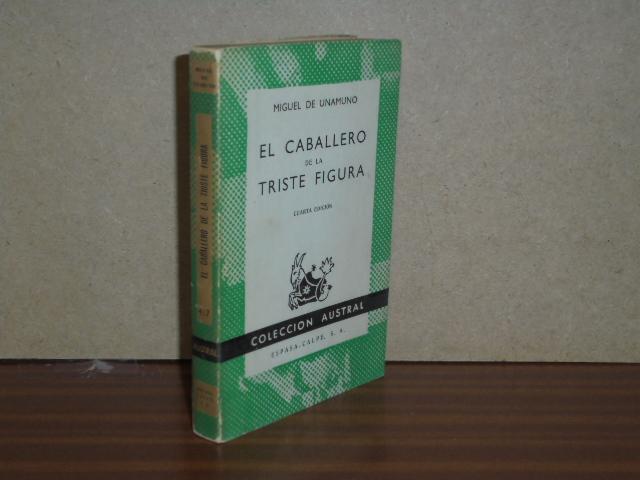 MIGUEL DE UNAMUNO
EL CABALLERO
DE LA
TRISTE FIGURA
CUARTA EDICIÓN
COLECCION AUSTRAL
ESPASA-CALPE, S. A.
EL CABALLERO DE LA TRISTE FIGURA
417
AUSTRAL